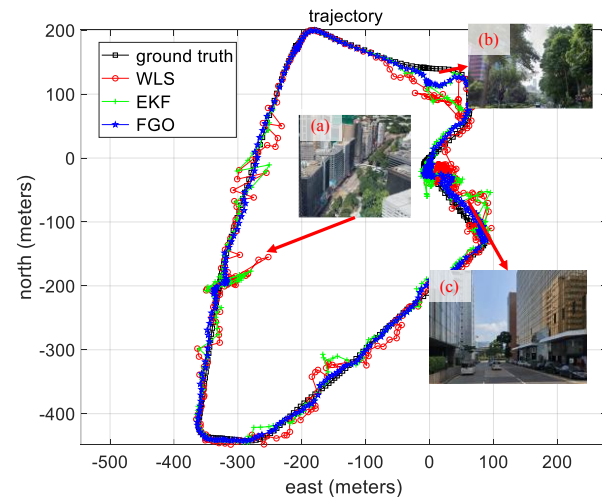 trajectory
200
100
0
-100
-200
-300
-400
north (meters)
ground truth
WLS
EKF
FGO
(a)
(b)
(c)
-500 -400 -300 -200 -100 0 100 200
east (meters)